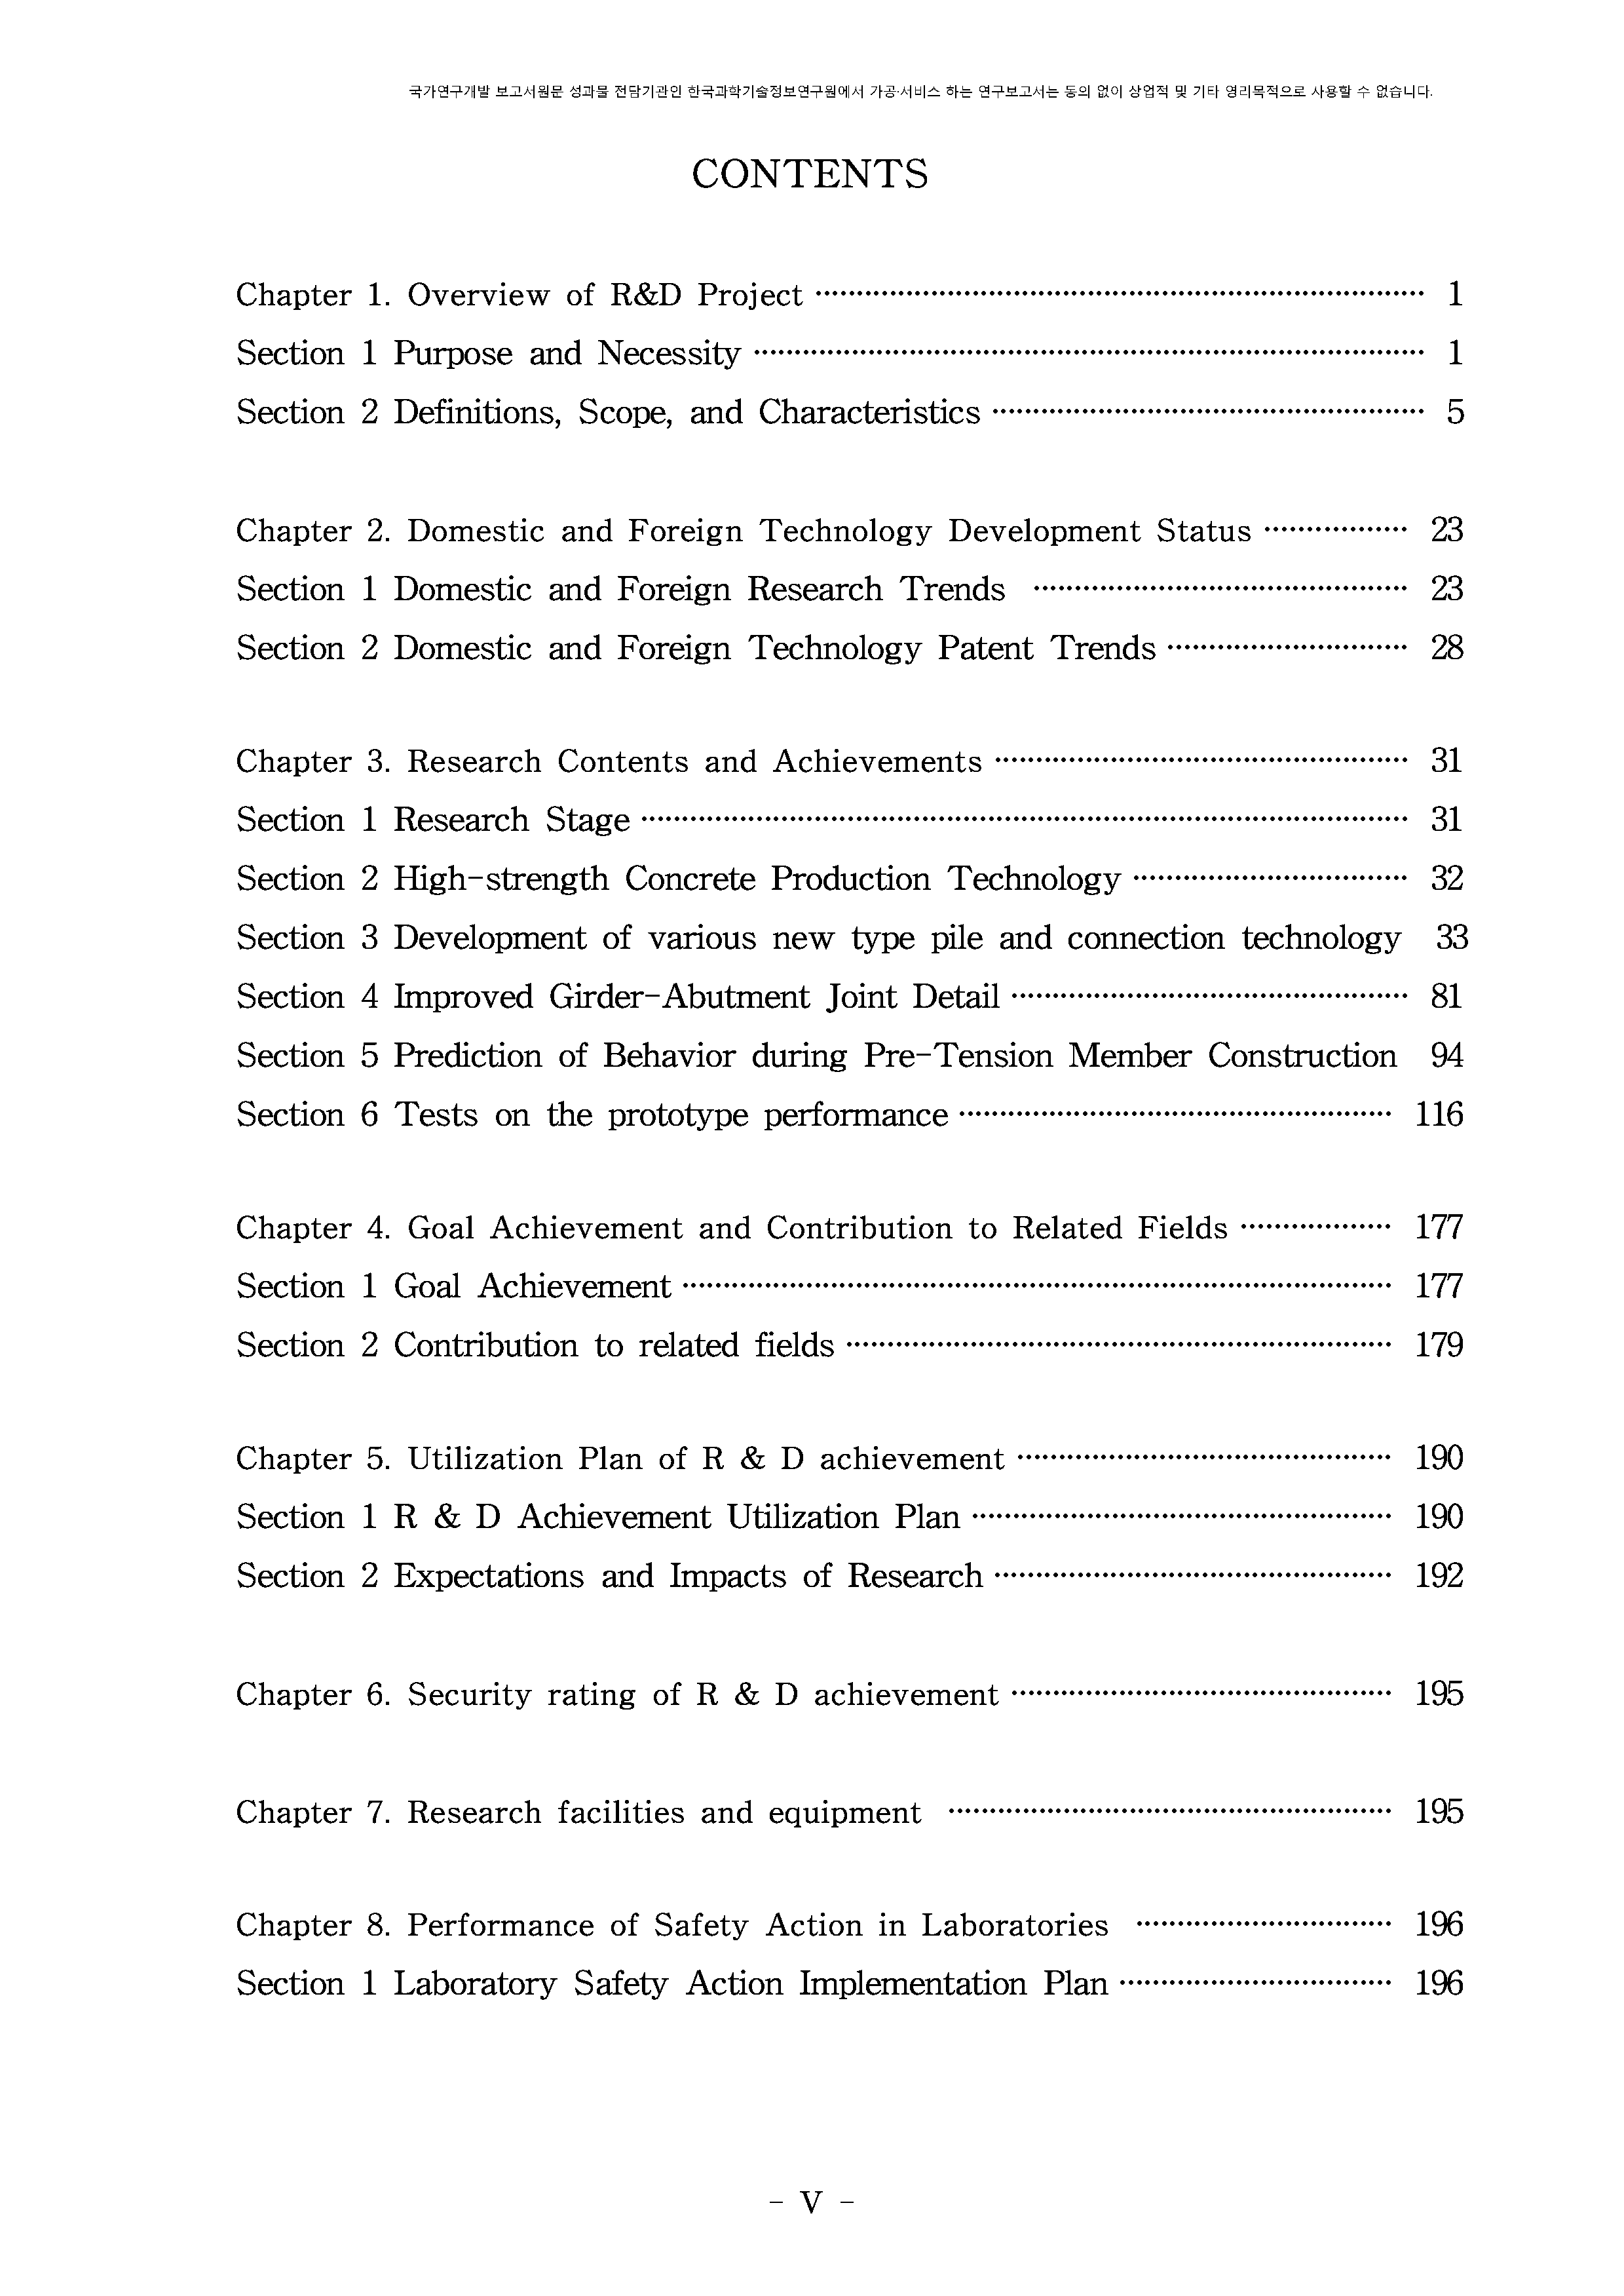 국가연구개발 보고서원문 성과물 전담기관인 한국과학기술정보연구원에서 가공·서비스 하는 연구보고서는 동의 없이 상업적 및 기타 영리목적으로 사용할 수 없습니다.
CONTENTS
Chapter 1. Overview of R&D Project ········ 1
Section 1 Purpose and Necessity ········ 1
Section 2 Definitions, Scope, and Characteristics ········ 5
Chapter 2. Domestic and Foreign Technology Development Status ········ 23
Section 1 Domestic and Foreign Research Trends ········ 23
Section 2 Domestic and Foreign Technology Patent Trends ········ 28
Chapter 3. Research Contents and Achievements ········ 31
Section 1 Research Stage ········ 31
Section 2 High-strength Concrete Production Technology ········ 32
Section 3 Development of various new type pile and connection technology 33
Section 4 Improved Girder-Abutment Joint Detail ········ 81
Section 5 Prediction of Behavior during Pre-Tension Member Construction 94
Section 6 Tests on the prototype performance ········ 116
Chapter 4. Goal Achievement and Contribution to Related Fields ········ 177
Section 1 Goal Achievement ········ 177
Section 2 Contribution to related fields ········ 179
Chapter 5. Utilization Plan of R & D achievement ········ 190
Section 1 R & D Achievement Utilization Plan ········ 190
Section 2 Expectations and Impacts of Research ········ 192
Chapter 6. Security rating of R & D achievement ········ 195
Chapter 7. Research facilities and equipment ········ 195
Chapter 8. Performance of Safety Action in Laboratories ········ 196
Section 1 Laboratory Safety Action Implementation Plan ········ 196
- V -